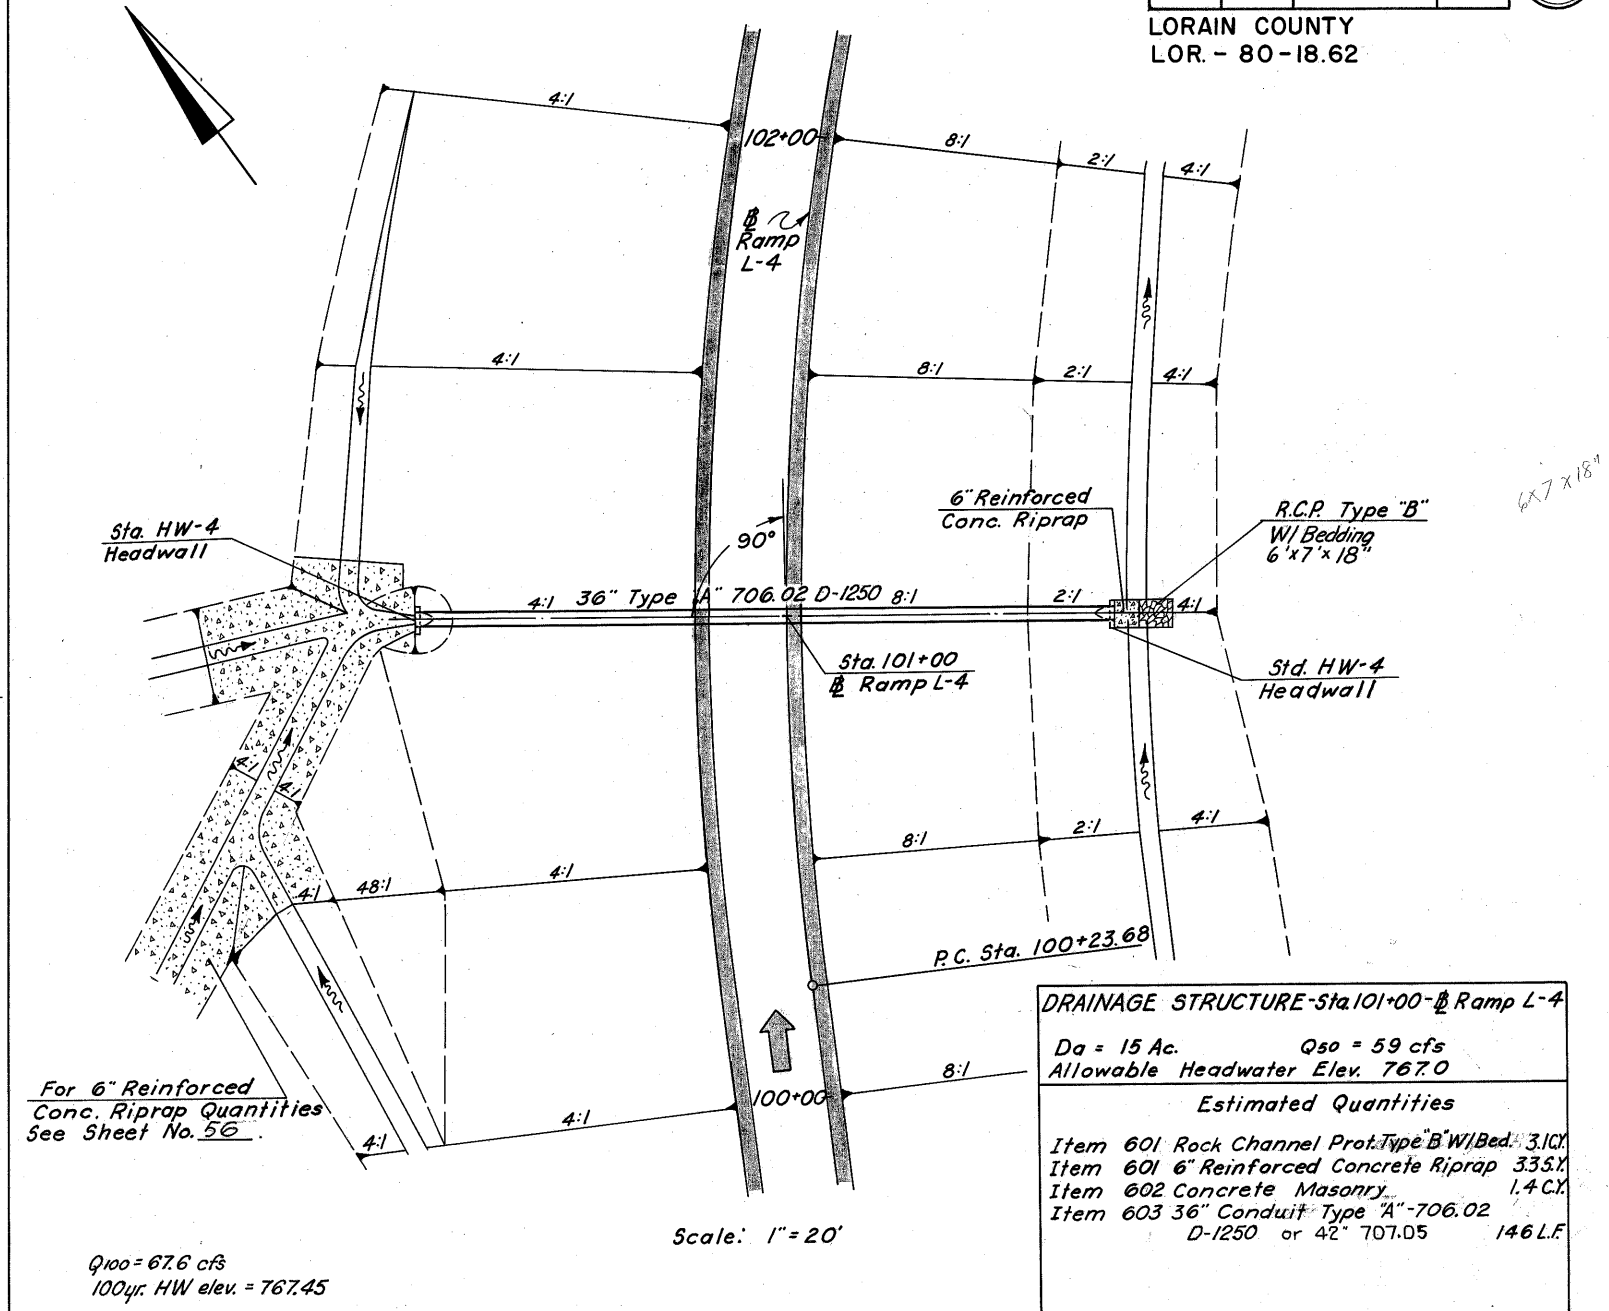 LORAIN COUNTY
LOR. - 80-18.62
4:1
102+00
8:1
2:1
4:1
℄ Ramp
L-4
4:1
8:1
2:1
4:1
6x7x18"
Sta. HW-4
Headwall
90°
6" Reinforced
Conc. Riprap
R.C.P. Type "B"
W/ Bedding
6'x7'x18"
4:1 36" Type "A" 706.02 D-1250 8:1 2:1 4:1
Sta. 101+00
℄ Ramp L-4
Std. HW-4
Headwall
4:1
4:1
4:1
48:1
4:1
8:1
2:1
4:1
P.C. Sta. 100+23.68
100+00
8:1
4:1
4:1
For 6" Reinforced
Conc. Riprap Quantities
See Sheet No. 56.
DRAINAGE STRUCTURE-Sta.101+00-℄ Ramp L-4
Da = 15 Ac. Q50 = 59 cfs
Allowable Headwater Elev. 767.0
Estimated Quantities
Item 601 Rock Channel Prot. Type "B" W/Bed. 3.1C.Y.
Item 601 6" Reinforced Concrete Riprap 3.3S.Y.
Item 602 Concrete Masonry 1.4 C.Y.
Item 603 36" Conduit Type "A"-706.02
D-1250 or 42" 707.05 146 L.F.
Scale: 1" = 20'
Q100 = 67.6 cfs
100yr. HW elev. = 767.45